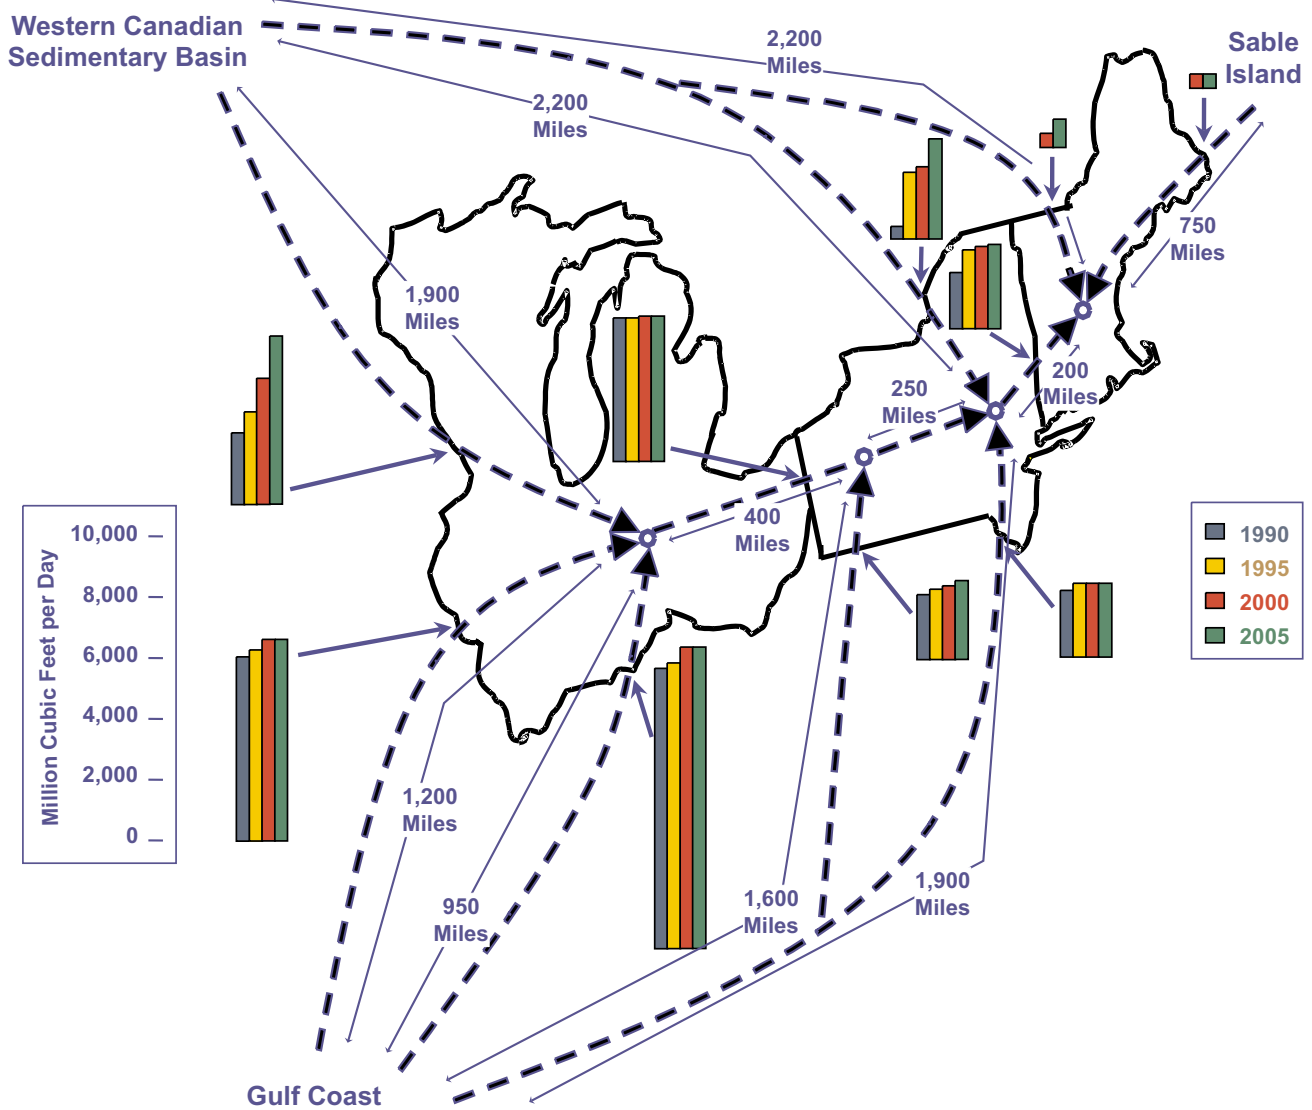 Western Canadian
Sedimentary Basin
2,200
Miles
Sable
Island
2,200
Miles
750
Miles
1,900
Miles
200
Miles
250
Miles
400
Miles
Million Cubic Feet per Day
10,000
8,000
6,000
4,000
2,000
0
1990
1995
2000
2005
1,200
Miles
950
Miles
1,600
Miles
1,900
Miles
Gulf Coast